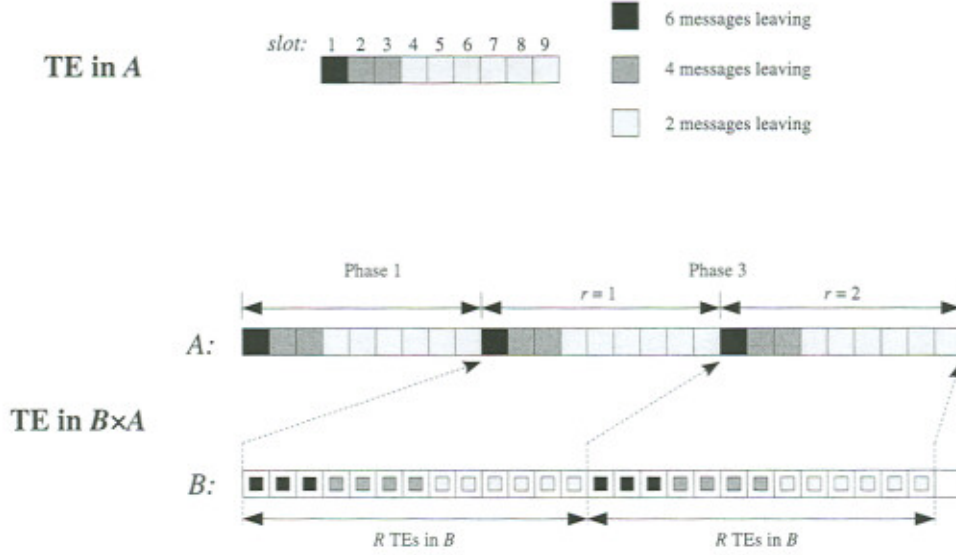 6 messages leaving
slot: 1 2 3 4 5 6 7 8 9
TE in A
4 messages leaving
2 messages leaving
Phase 1
Phase 3
r = 1
r = 2
A:
TE in B×A
B:
R TEs in B
R TEs in B